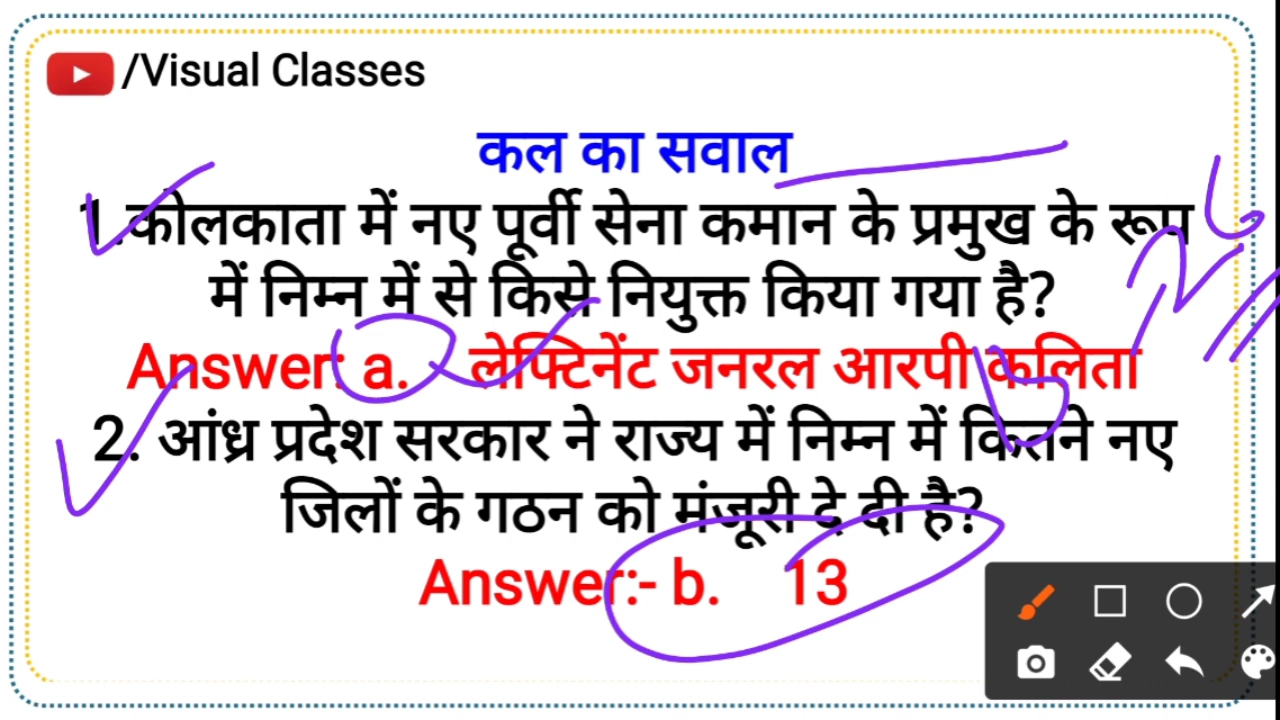 /Visual Classes
कल का सवाल
1.कोलकाता में नए पूर्वी सेना कमान के प्रमुख के रूप
में निम्न में से किसे नियुक्त किया गया है?
Answer: a. लेफ्टिनेंट जनरल आरपी कलिता
2. आंध्र प्रदेश सरकार ने राज्य में निम्न में कितने नए
जिलों के गठन को मंजूरी दे दी है?
Answer:- b. 13